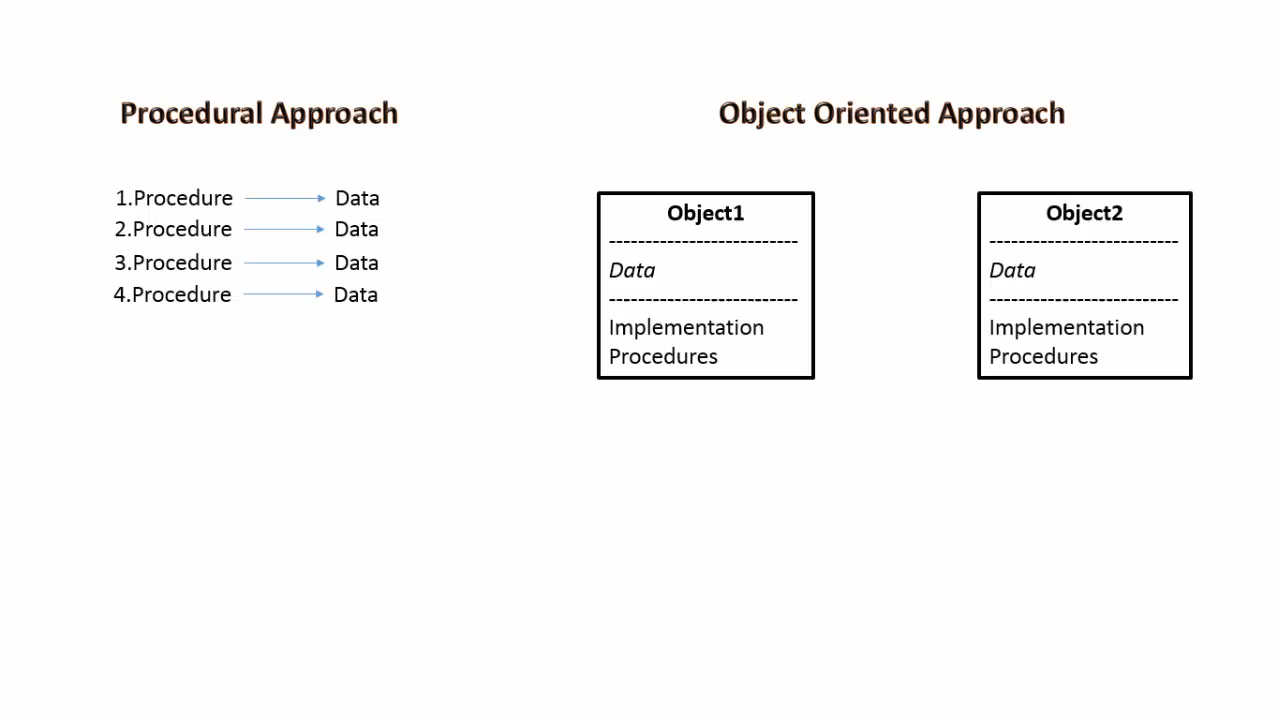 Procedural Approach
1.Procedure Data
2.Procedure Data
3.Procedure Data
4.Procedure Data
Object Oriented Approach
Object1
---------------------------
Data
---------------------------
Implementation
Procedures
Object2
---------------------------
Data
---------------------------
Implementation
Procedures